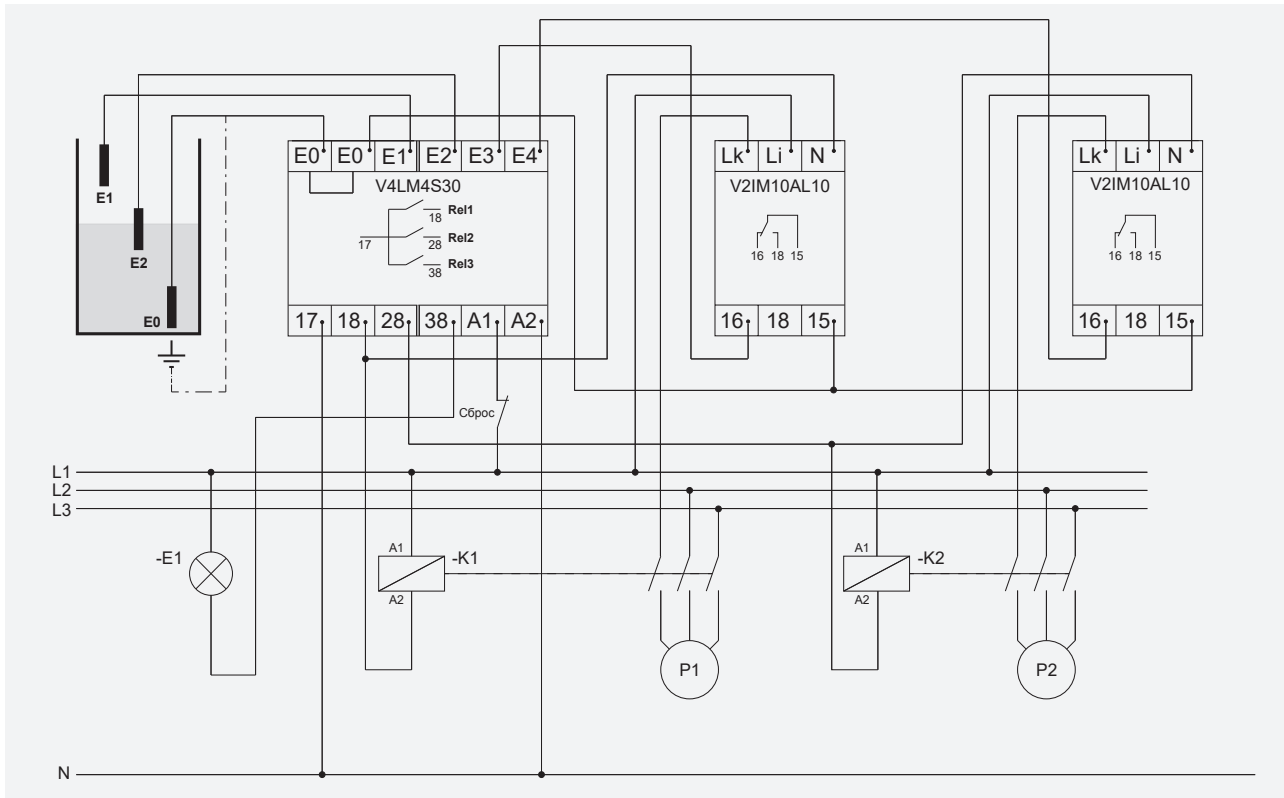 E0 E0 E1 E2 E3 E4
V4LM4S30
17
18 Rel1
28 Rel2
38 Rel3
17 18 28 38 A1 A2
Lk Li N
V2IM10AL10
16 18 15
16 18 15
Lk Li N
V2IM10AL10
16 18 15
16 18 15
E1
E2
E0
Сброс
L1
L2
L3
-E1
A1
-K1
A2
P1
A1
-K2
A2
P2
N